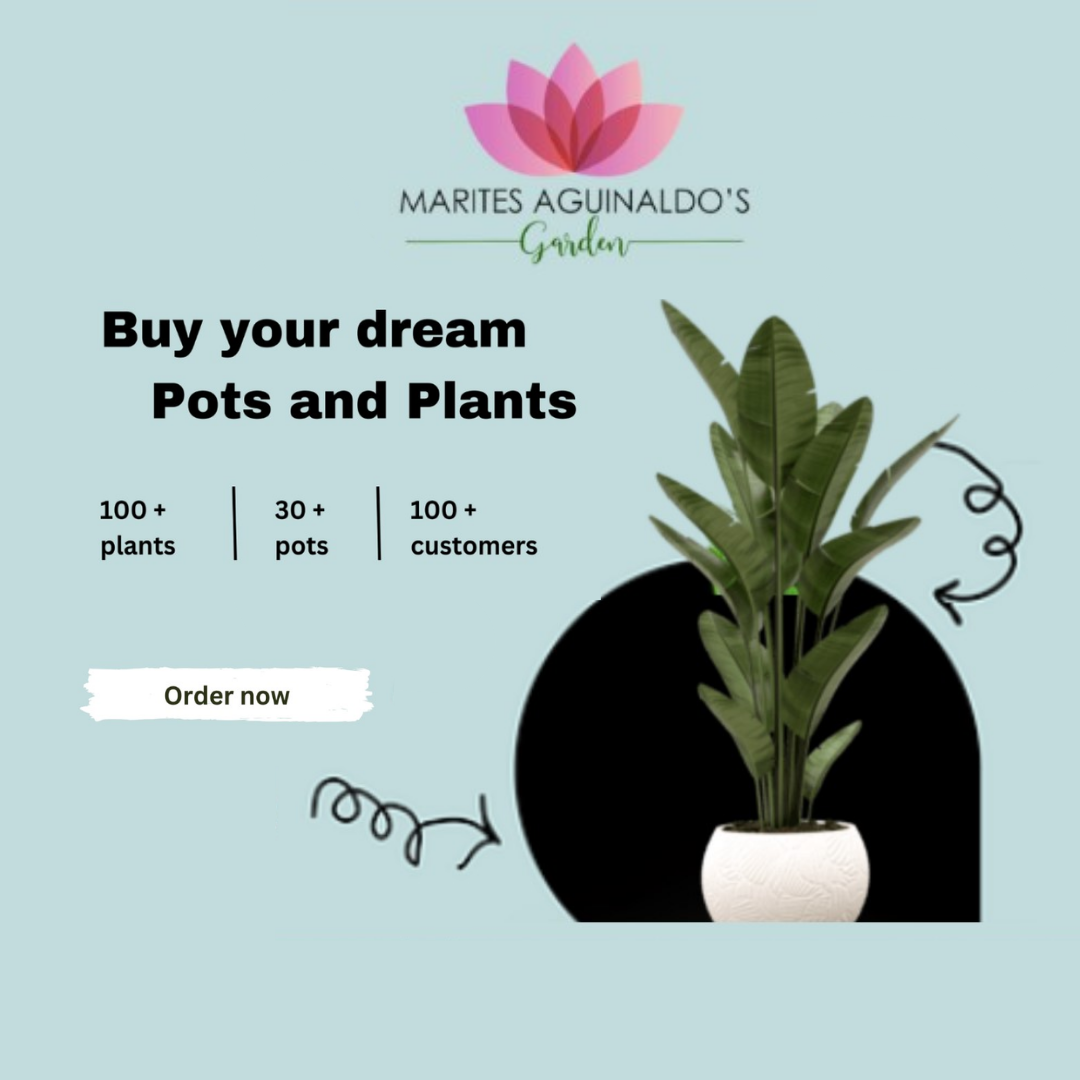 MARITES AGUINALDO'S
Garden
Buy your dream
Pots and Plants
100 +
plants
30 +
pots
100 +
customers
Order now